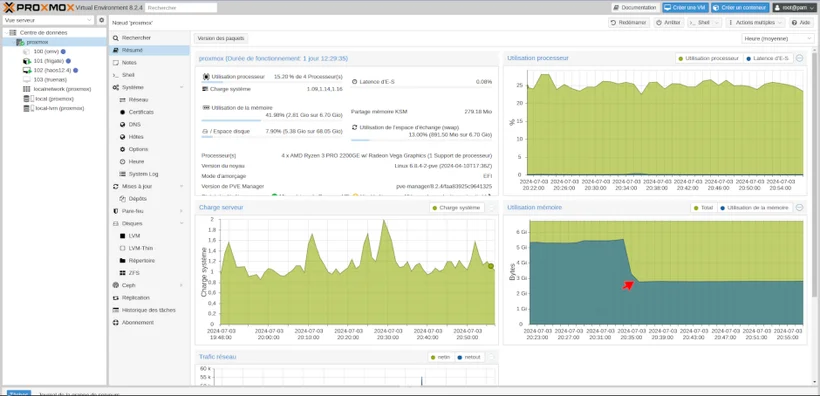 PROXMOX Virtual Environment 8.2.4 Recherche
Documentation Créer une VM Créer un conteneur root@pam
Vue serveur
Nœud 'proxmox'
Redémarrer Arrêter Shell Actions multiples Aide
Centre de données
proxmox
101 (frigate)
102 (haos12.4)
103 (truenas)
localnetwork (proxmox)
local (proxmox)
local-lvm (proxmox)
Rechercher
Résumé
Notes
Shell
Système
Réseau
Certificats
DNS
Hôtes
Options
Heure
System Log
Mises à jour
Dépôts
Pare-feu
Disques
LVM
LVM-Thin
Répertoire
ZFS
Ceph
Réplication
Historique des tâches
Abonnement
Version des paquets
Heure (moyenne)
proxmox (Durée de fonctionnement: 1 jour 12:29:35)
Utilisation processeur 15.20 % de 4 Processeur(s)
Latence d'E-S 0.08%
Charge système 1.09,1.14,1.16
Utilisation de la mémoire
41.98% (2.81 Gio sur 6.70 Gio)
Partage mémoire KSM 279.18 Mio
/ Espace disque 7.90% (5.38 Gio sur 68.05 Gio)
Utilisation de l'espace d'échange (swap)
13.00% (891.50 Mio sur 6.70 Gio)
Processeur(s) 4 x AMD Ryzen 3 PRO 2200GE w/ Radeon Vega Graphics (1 Support de processeur)
Version du noyau Linux 6.8.4-2-pve (2024-04-10T17:36Z)
Mode d'amorçage EFI
Version de PVE Manager
Utilisation processeur
Utilisation processeur Latence d'E-S
25
20
15
10
5
0
%
2024-07-03 2024-07-03 2024-07-03 2024-07-03 2024-07-03 2024-07-03 2024-07-03 2024-07-03 2024-07-03
20:22:00 20:26:00 20:30:00 20:34:00 20:38:00 20:42:00 20:46:00 20:50:00 20:54:00
Charge serveur
Charge système
2
1.8
1.6
1.4
1.2
1
0.8
0.6
0.4
0.2
0
Charge système
2024-07-03 2024-07-03 2024-07-03 2024-07-03 2024-07-03 2024-07-03 2024-07-03
19:48:00 20:00:00 20:10:00 20:20:00 20:30:00 20:40:00 20:50:00
Utilisation mémoire
Total Utilisation de la mémoire
6 Gi
5 Gi
4 Gi
3 Gi
2 Gi
1 Gi
0
Bytes
2024-07-03 2024-07-03 2024-07-03 2024-07-03 2024-07-03 2024-07-03 2024-07-03 2024-07-03 2024-07-03
20:23:00 20:27:00 20:31:00 20:35:00 20:39:00 20:43:00 20:47:00 20:51:00 20:55:00
Trafic réseau
netin netout
60 k
55 k